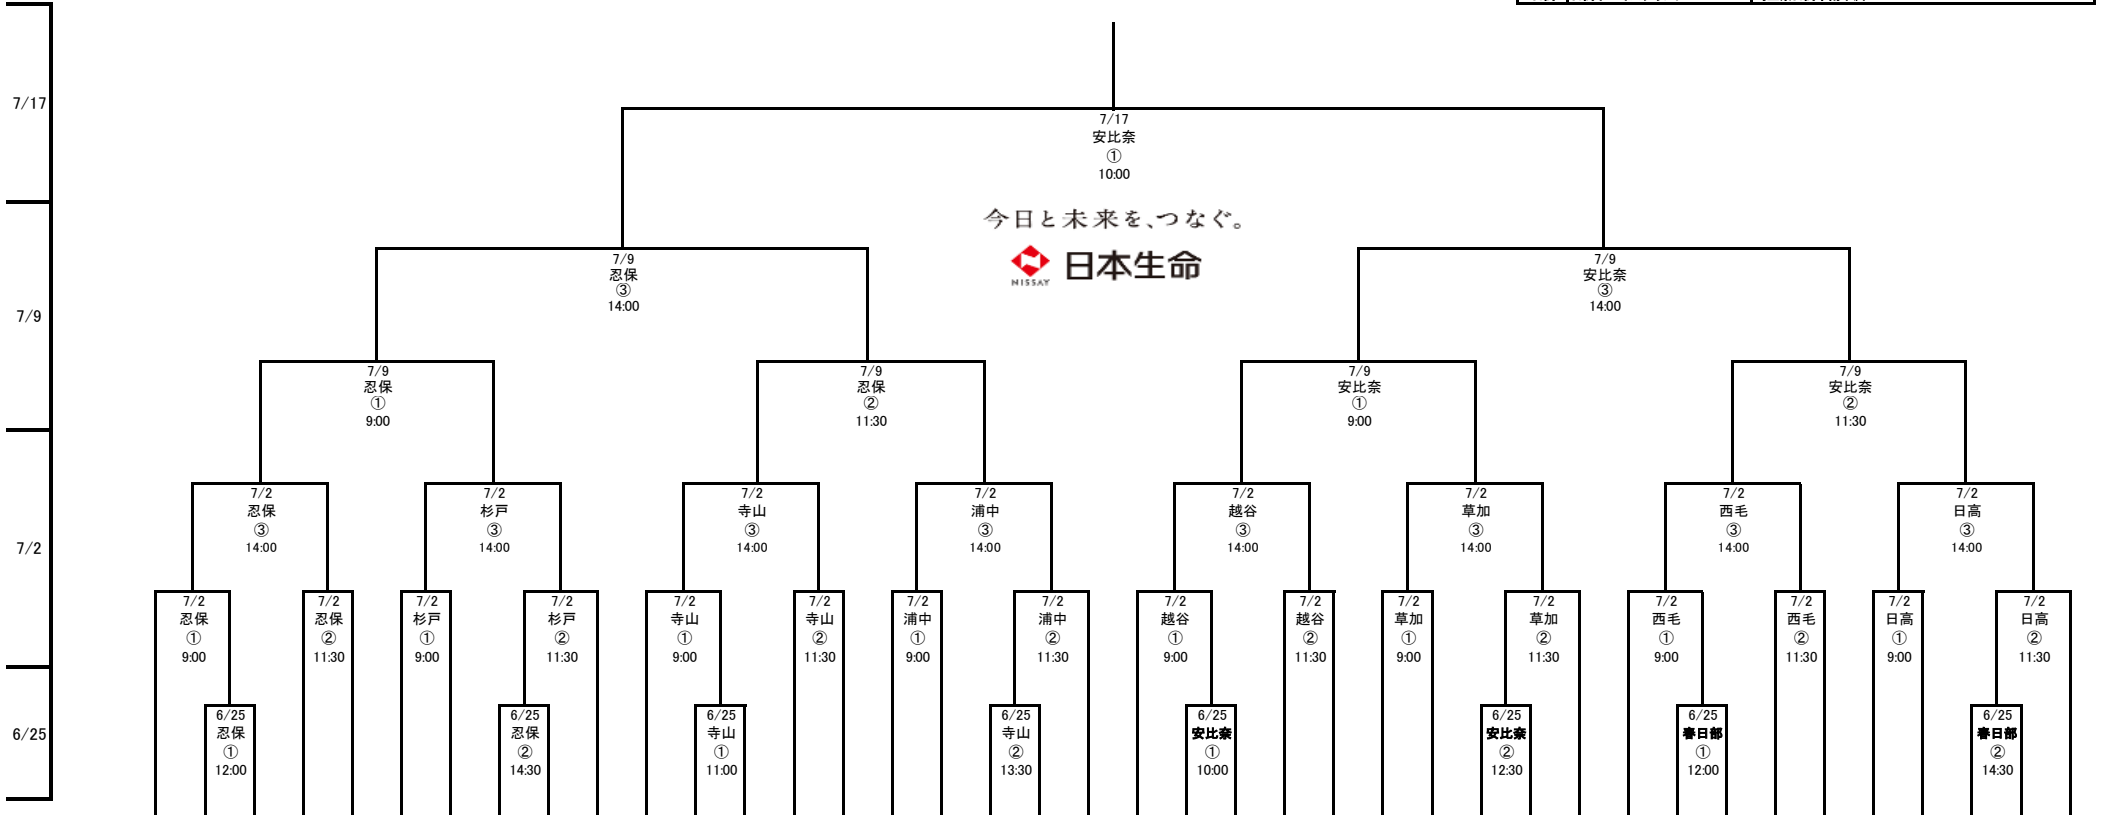 7/17
7/17
安比奈
①
10:00
今日と未来を、つなぐ。
日本生命
NISSAY
7/9
7/9
忍保
③
14:00
7/9
安比奈
③
14:00
7/9
忍保
①
9:00
7/9
忍保
②
11:30
7/9
安比奈
①
9:00
7/9
安比奈
②
11:30
7/2
7/2
忍保
③
14:00
7/2
杉戸
③
14:00
7/2
寺山
③
14:00
7/2
浦中
③
14:00
7/2
越谷
③
14:00
7/2
草加
③
14:00
7/2
西毛
③
14:00
7/2
日高
③
14:00
7/2
忍保
①
9:00
7/2
忍保
②
11:30
7/2
杉戸
①
9:00
7/2
杉戸
②
11:30
7/2
寺山
①
9:00
7/2
寺山
②
11:30
7/2
浦中
①
9:00
7/2
浦中
②
11:30
7/2
越谷
①
9:00
7/2
越谷
②
11:30
7/2
草加
①
9:00
7/2
草加
②
11:30
7/2
西毛
①
9:00
7/2
西毛
②
11:30
7/2
日高
①
9:00
7/2
日高
②
11:30
6/25
6/25
忍保
①
12:00
6/25
忍保
②
14:30
6/25
寺山
①
11:00
6/25
寺山
②
13:30
6/25
安比奈
①
10:00
6/25
安比奈
②
12:30
6/25
春日部
①
12:00
6/25
春日部
②
14:30